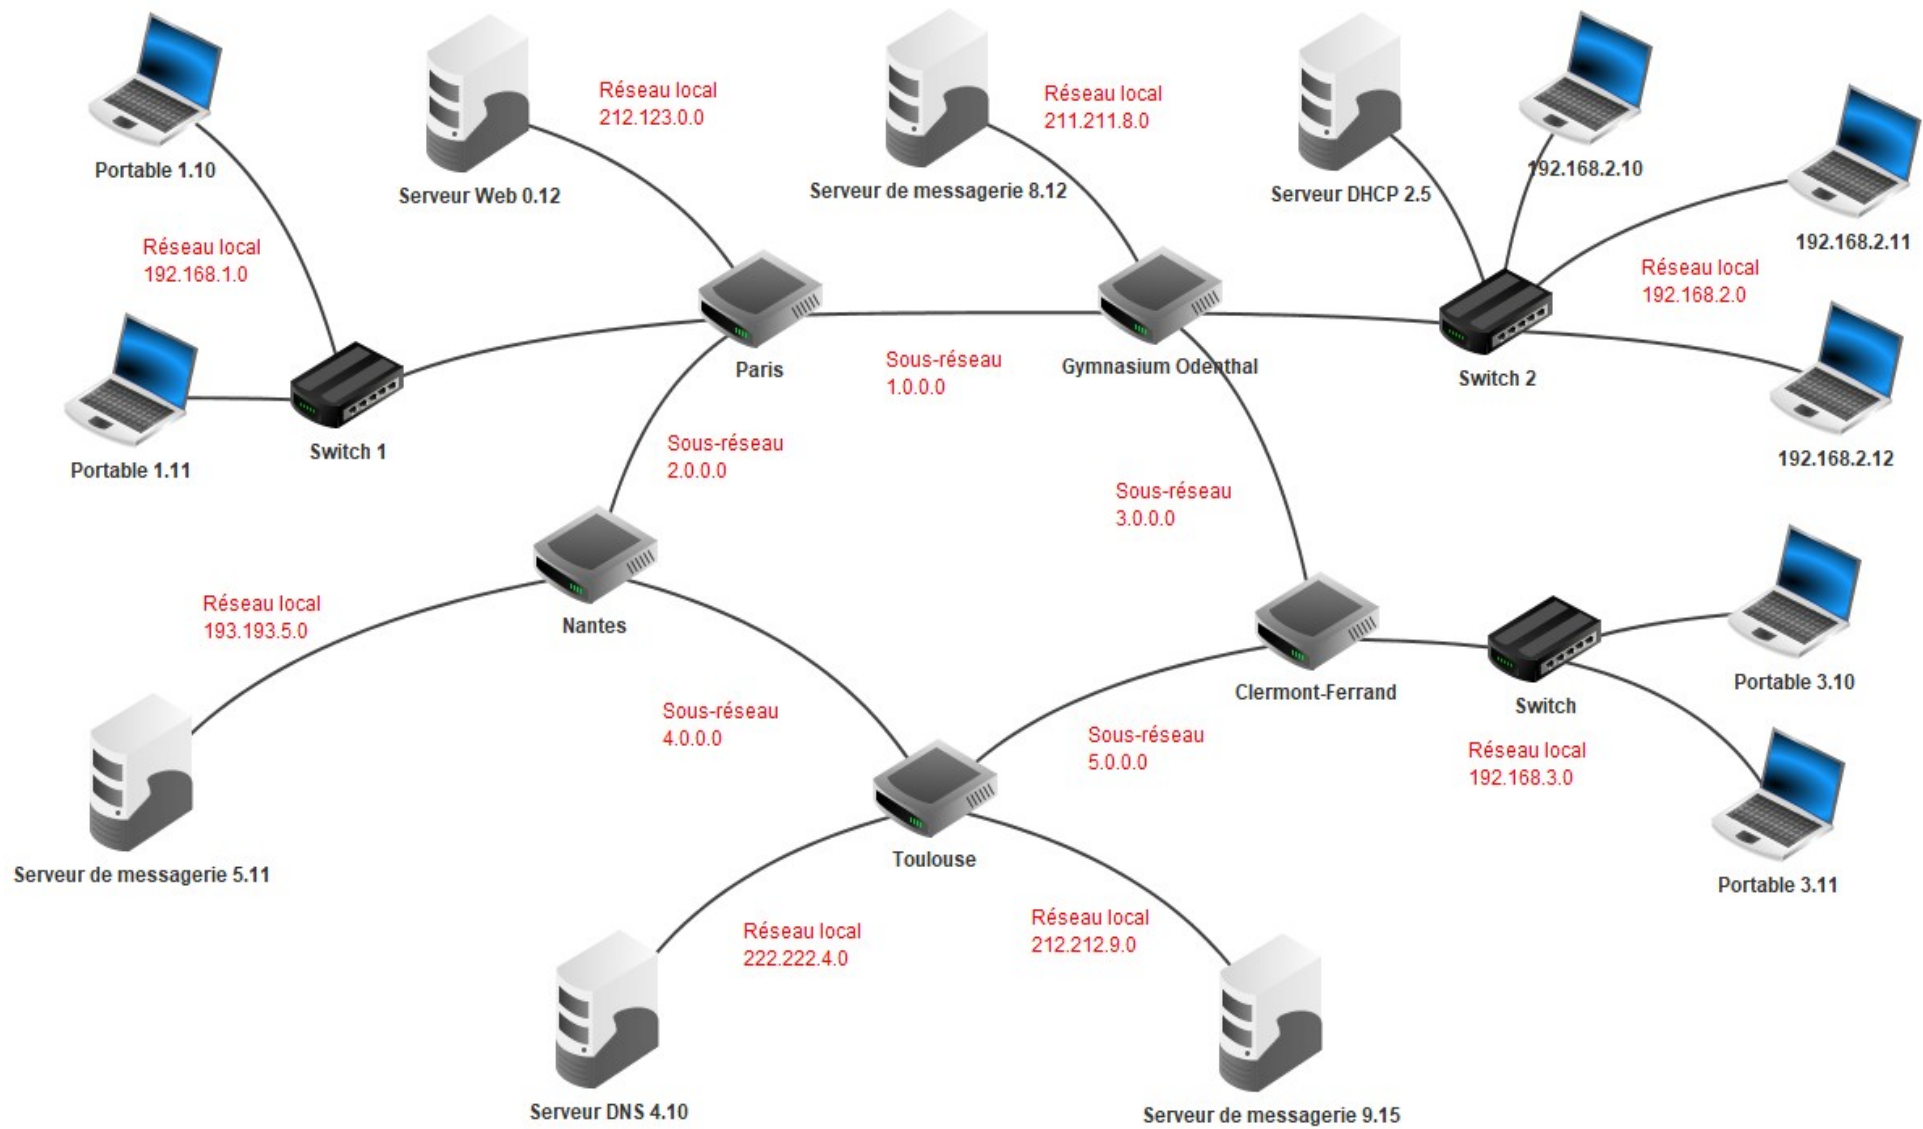 Portable 1.10
Serveur Web 0.12
Réseau local
212.123.0.0
Serveur de messagerie 8.12
Réseau local
211.211.8.0
Serveur DHCP 2.5
192.168.2.10
192.168.2.11
Réseau local
192.168.1.0
Réseau local
192.168.2.0
Portable 1.11
Switch 1
Paris
Sous-réseau
1.0.0.0
Gymnasium Odenthal
Switch 2
192.168.2.12
Sous-réseau
2.0.0.0
Sous-réseau
3.0.0.0
Réseau local
193.193.5.0
Nantes
Clermont-Ferrand
Switch
Portable 3.10
Sous-réseau
4.0.0.0
Sous-réseau
5.0.0.0
Réseau local
192.168.3.0
Serveur de messagerie 5.11
Toulouse
Portable 3.11
Réseau local
222.222.4.0
Réseau local
212.212.9.0
Serveur DNS 4.10
Serveur de messagerie 9.15